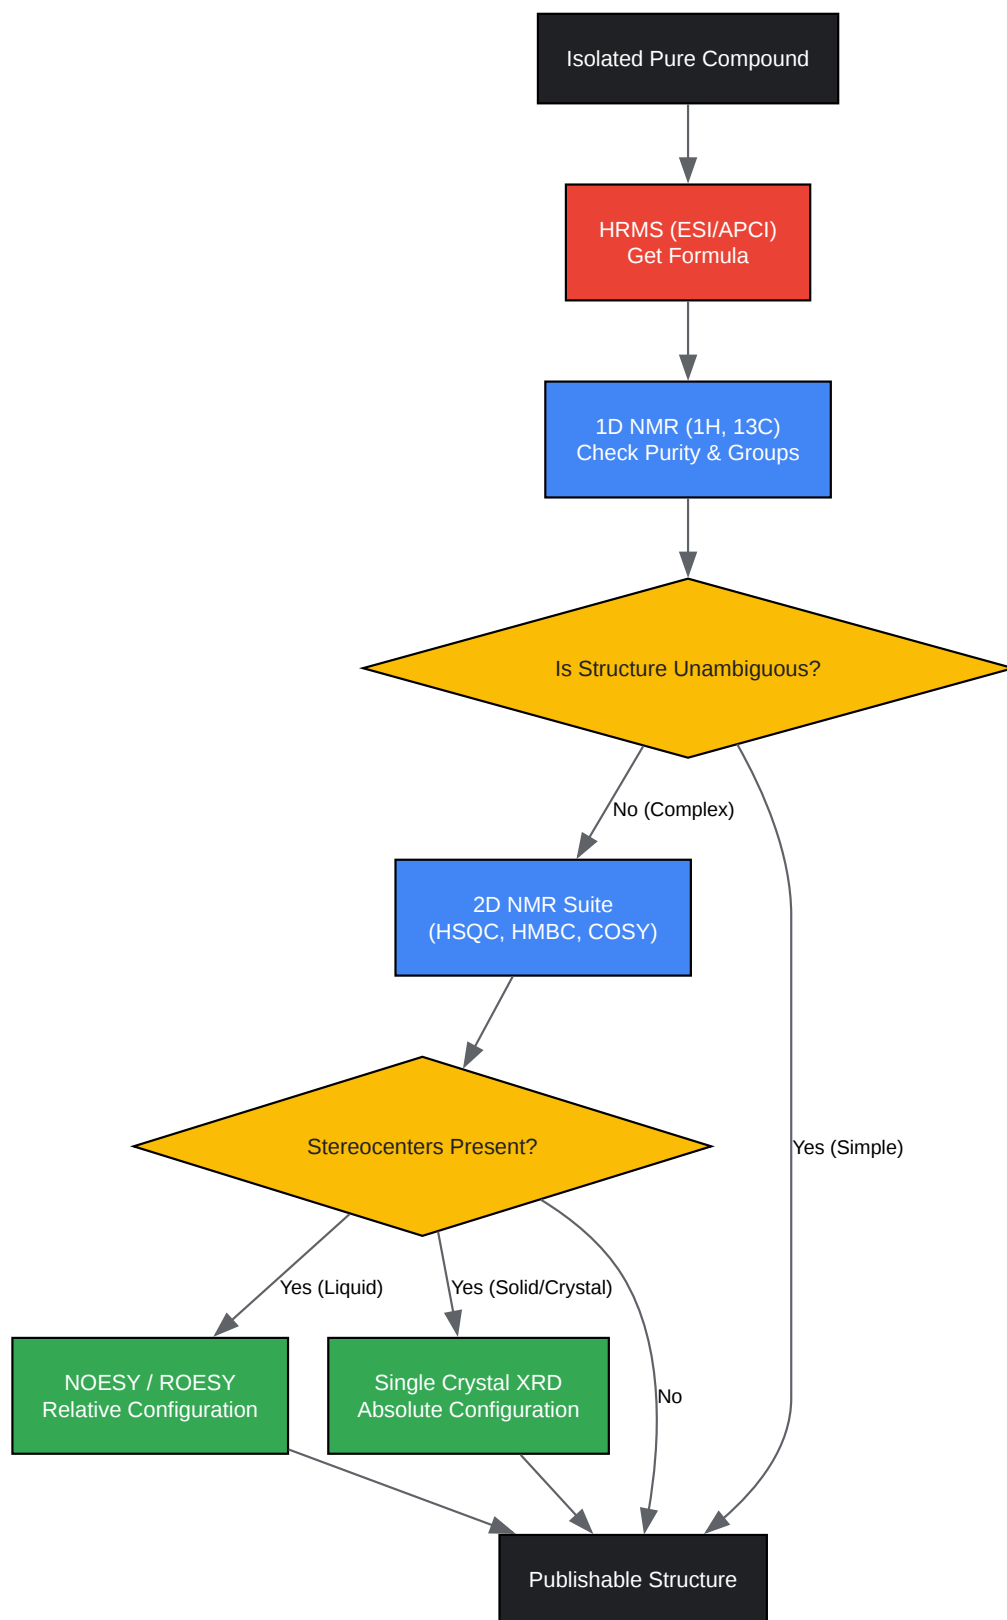 Isolated Pure Compound
HRMS (ESI/APCI)
Get Formula
1D NMR (1H, 13C)
Check Purity & Groups
Is Structure Unambiguous?
No (Complex)
2D NMR Suite
(HSQC, HMBC, COSY)
Stereocenters Present?
Yes (Simple)
Yes (Liquid)
Yes (Solid/Crystal)
NOESY / ROESY
Relative Configuration
Single Crystal XRD
Absolute Configuration
No
Publishable Structure